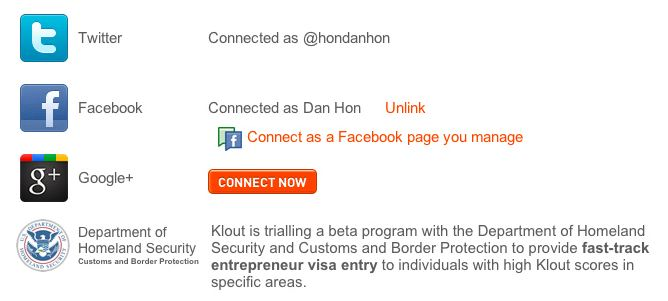 Twitter Connected as @hondanhon
Facebook Connected as Dan Hon Unlink
Connect as a Facebook page you manage
Google+ CONNECT NOW
Department of
Homeland Security
Customs and Border Protection
Klout is trialling a beta program with the Department of Homeland
Security and Customs and Border Protection to provide fast-track
entrepreneur visa entry to individuals with high Klout scores in
specific areas.